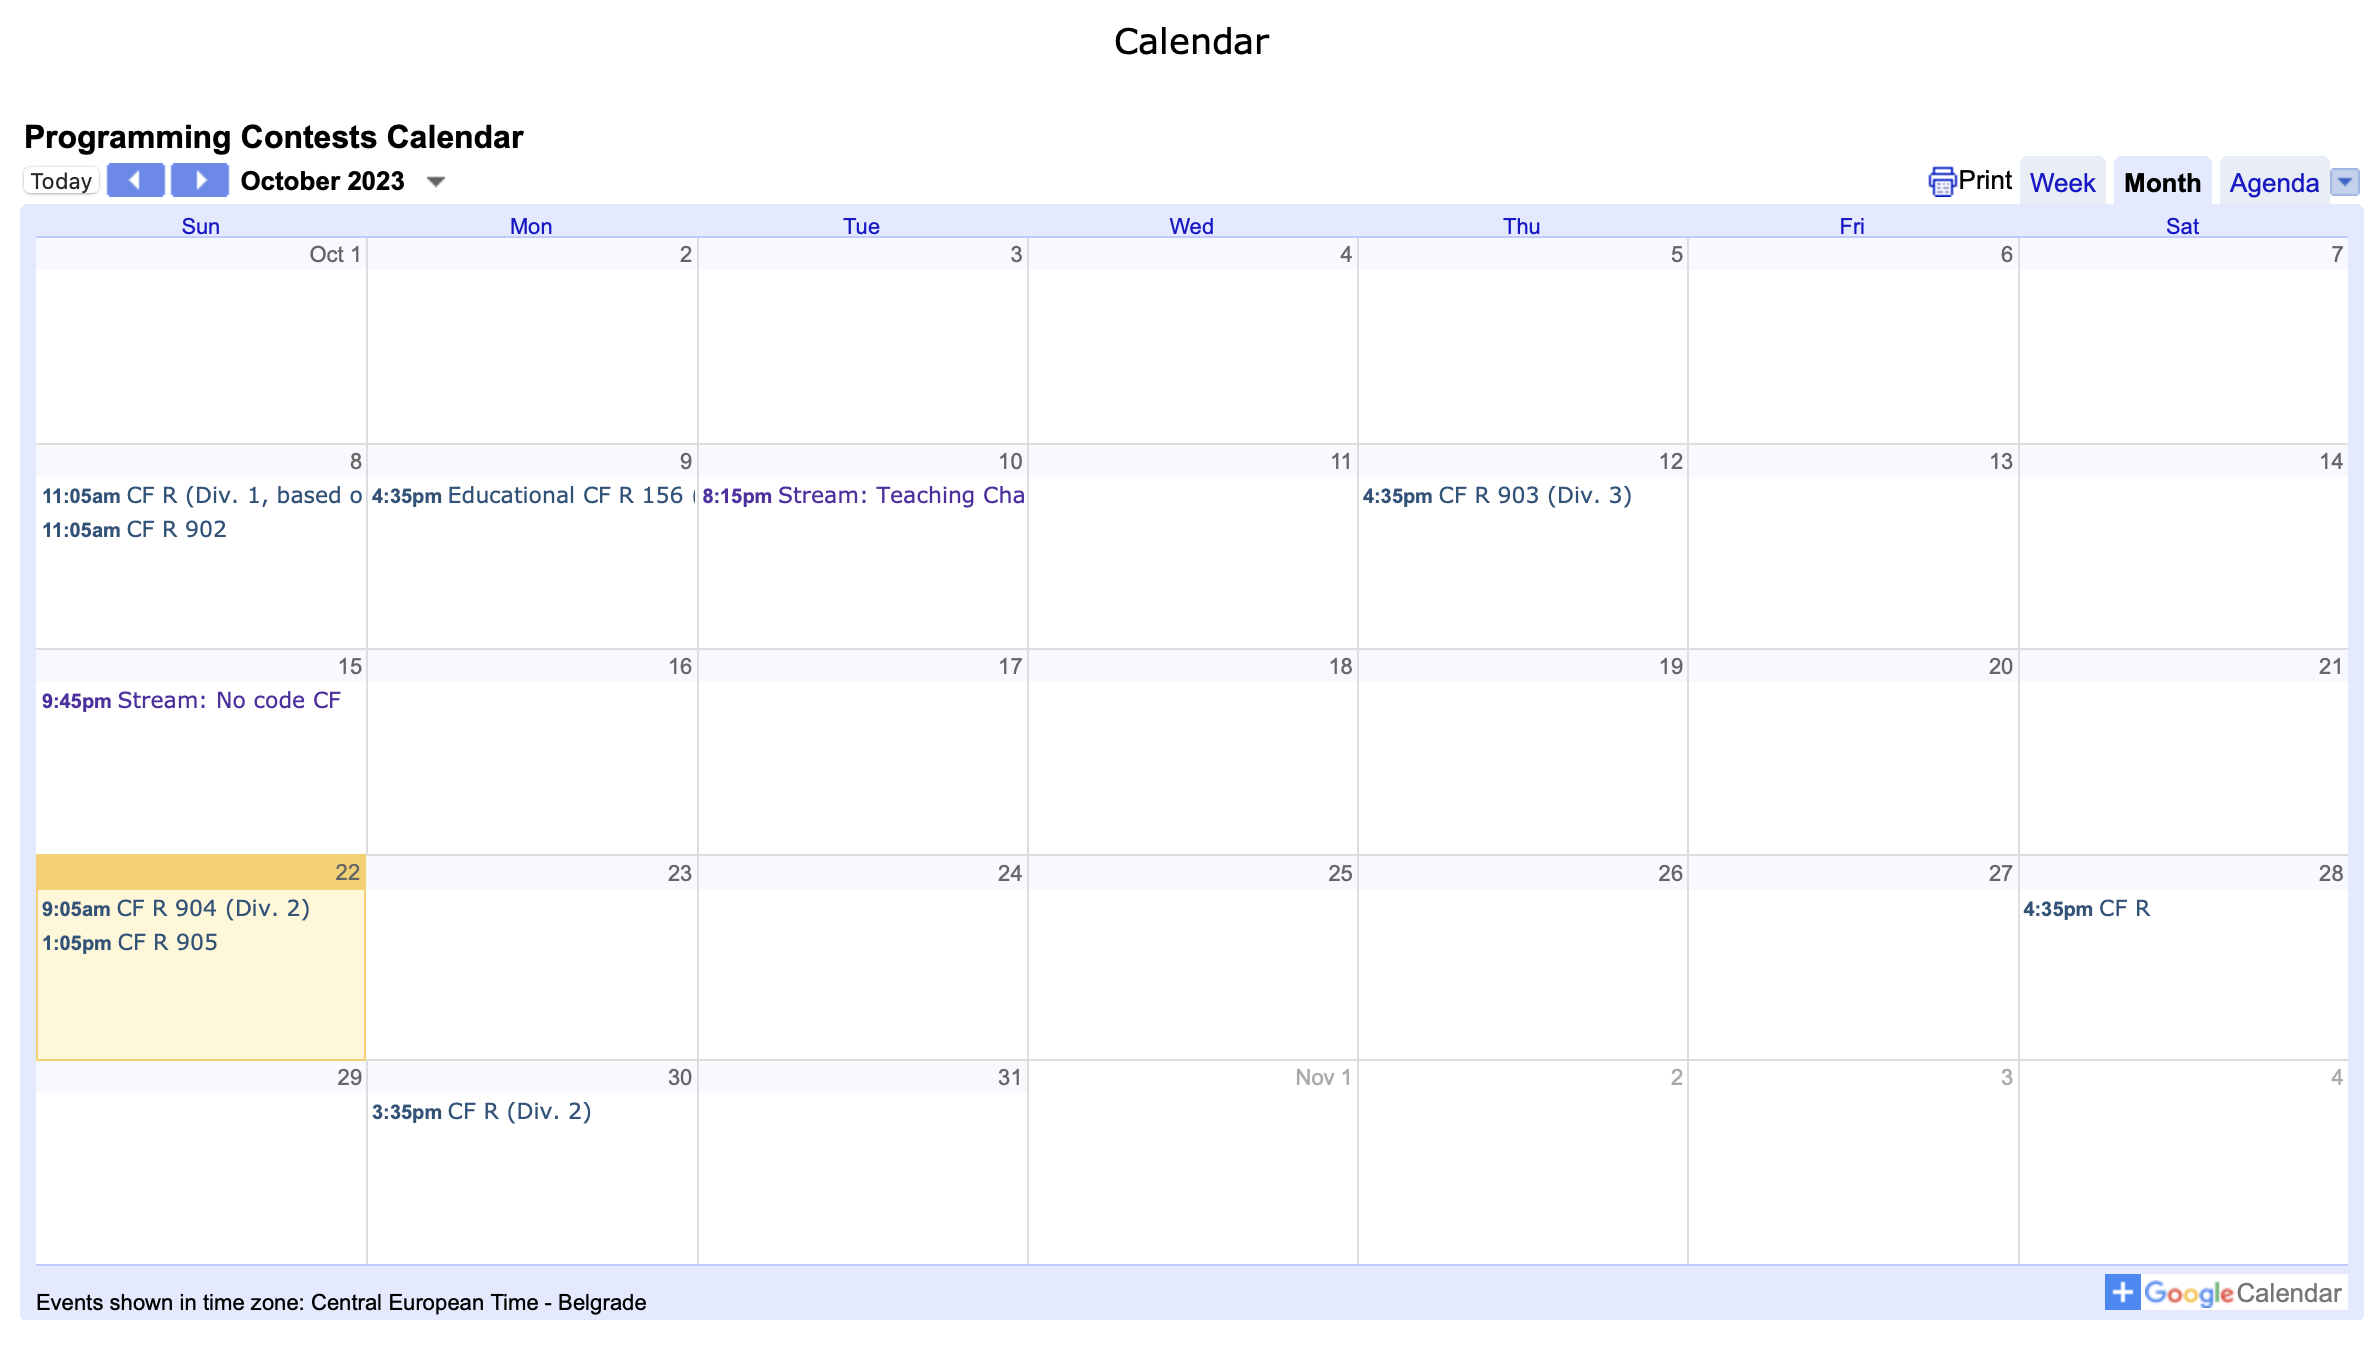 Calendar
Programming Contests Calendar
Today
October 2023
Print
Week
Month
Agenda
Sun Mon Tue Wed Thu Fri Sat
Oct 1 2 3 4 5 6 7
8 9 10 11 12 13 14
11:05am CF R (Div. 1, based o
11:05am CF R 902
4:35pm Educational CF R 156 (
8:15pm Stream: Teaching Cha
4:35pm CF R 903 (Div. 3)
15 16 17 18 19 20 21
9:45pm Stream: No code CF
22 23 24 25 26 27 28
9:05am CF R 904 (Div. 2)
1:05pm CF R 905
4:35pm CF R
29 30 31 Nov 1 2 3 4
3:35pm CF R (Div. 2)
Events shown in time zone: Central European Time - Belgrade
+ Google Calendar